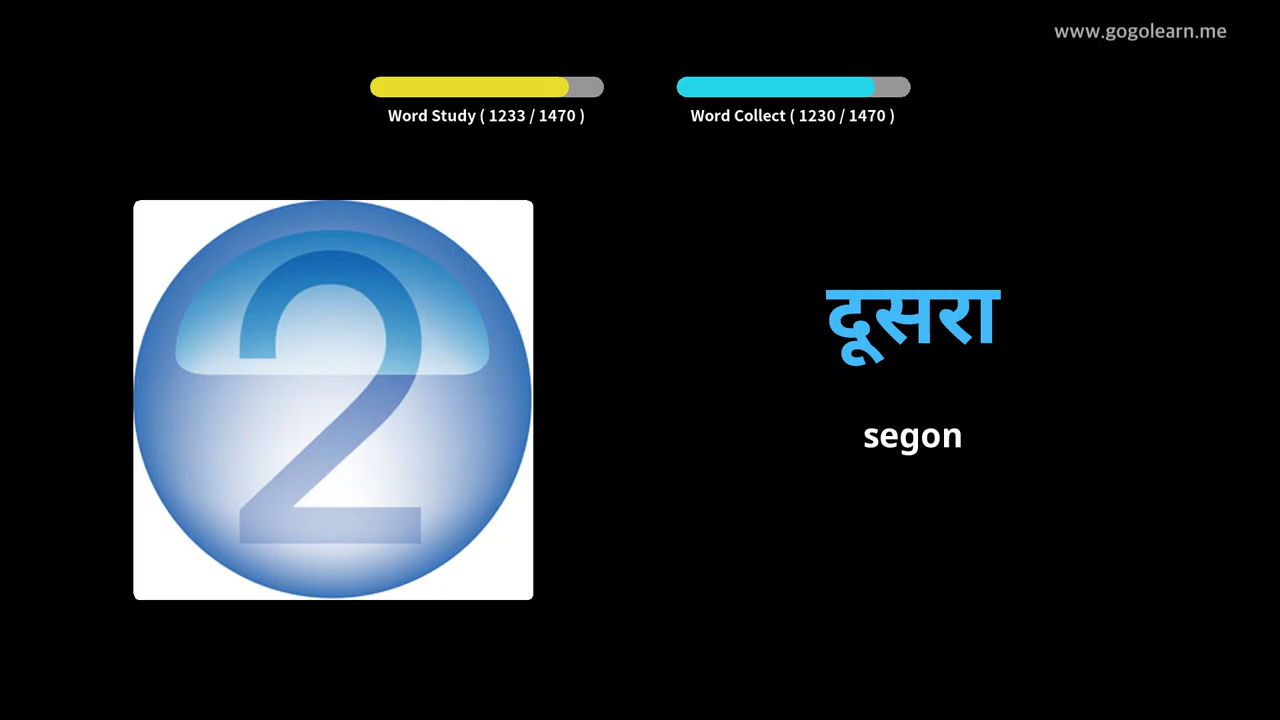 www.gogolearn.me
Word Study ( 1233 / 1470 )
Word Collect ( 1230 / 1470 )
2
दूसरा
segon